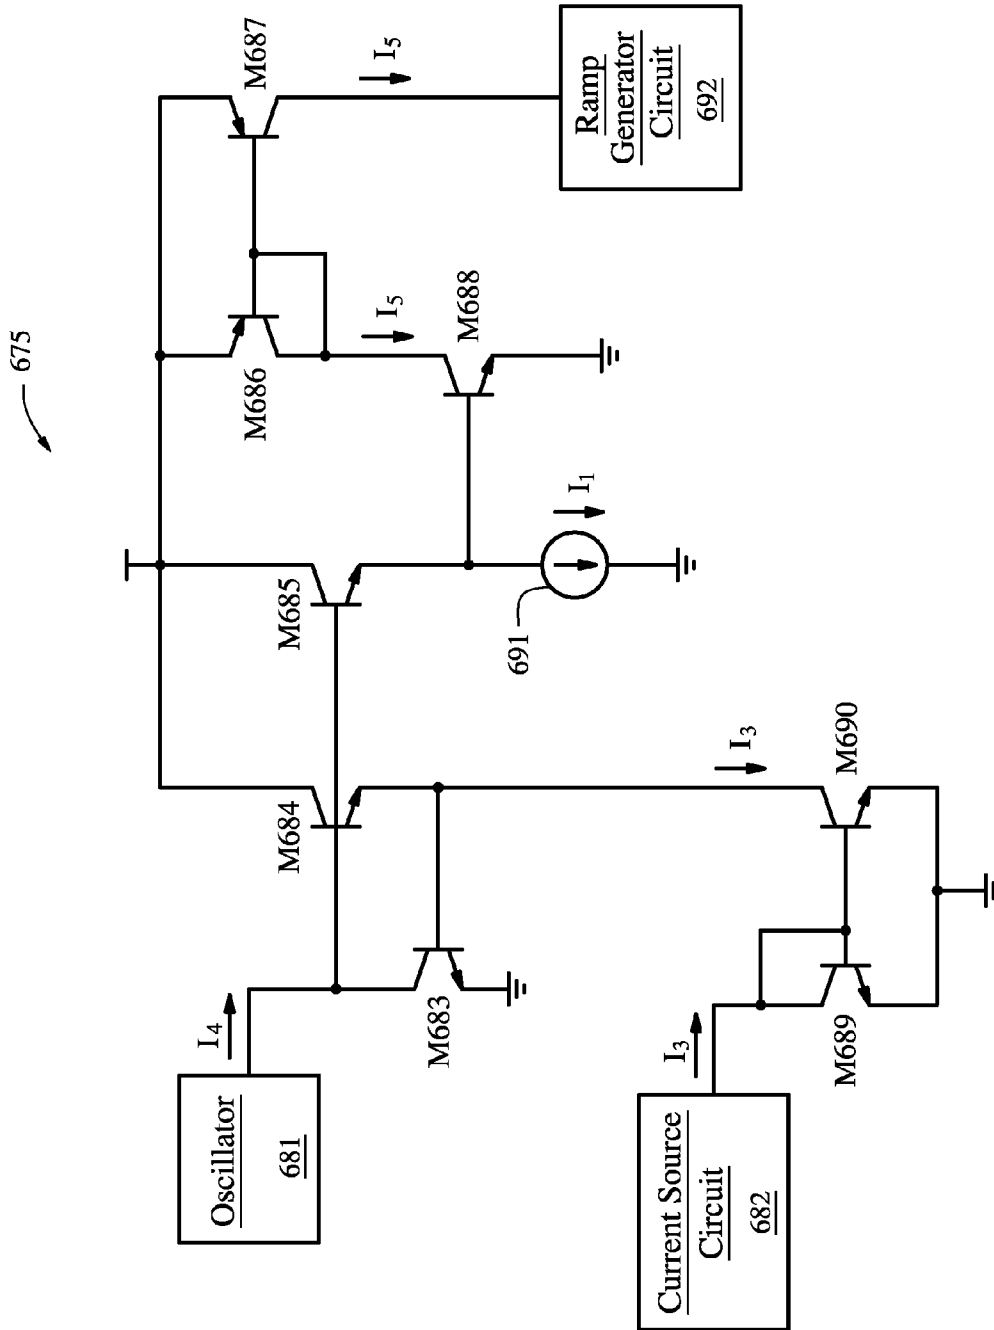 675
M687
I5
Ramp
Generator
Circuit
692
M686
I5
M688
M685
I1
691
M684
I3
M690
I4
M683
Oscillator
681
I3
M689
Current Source
Circuit
682